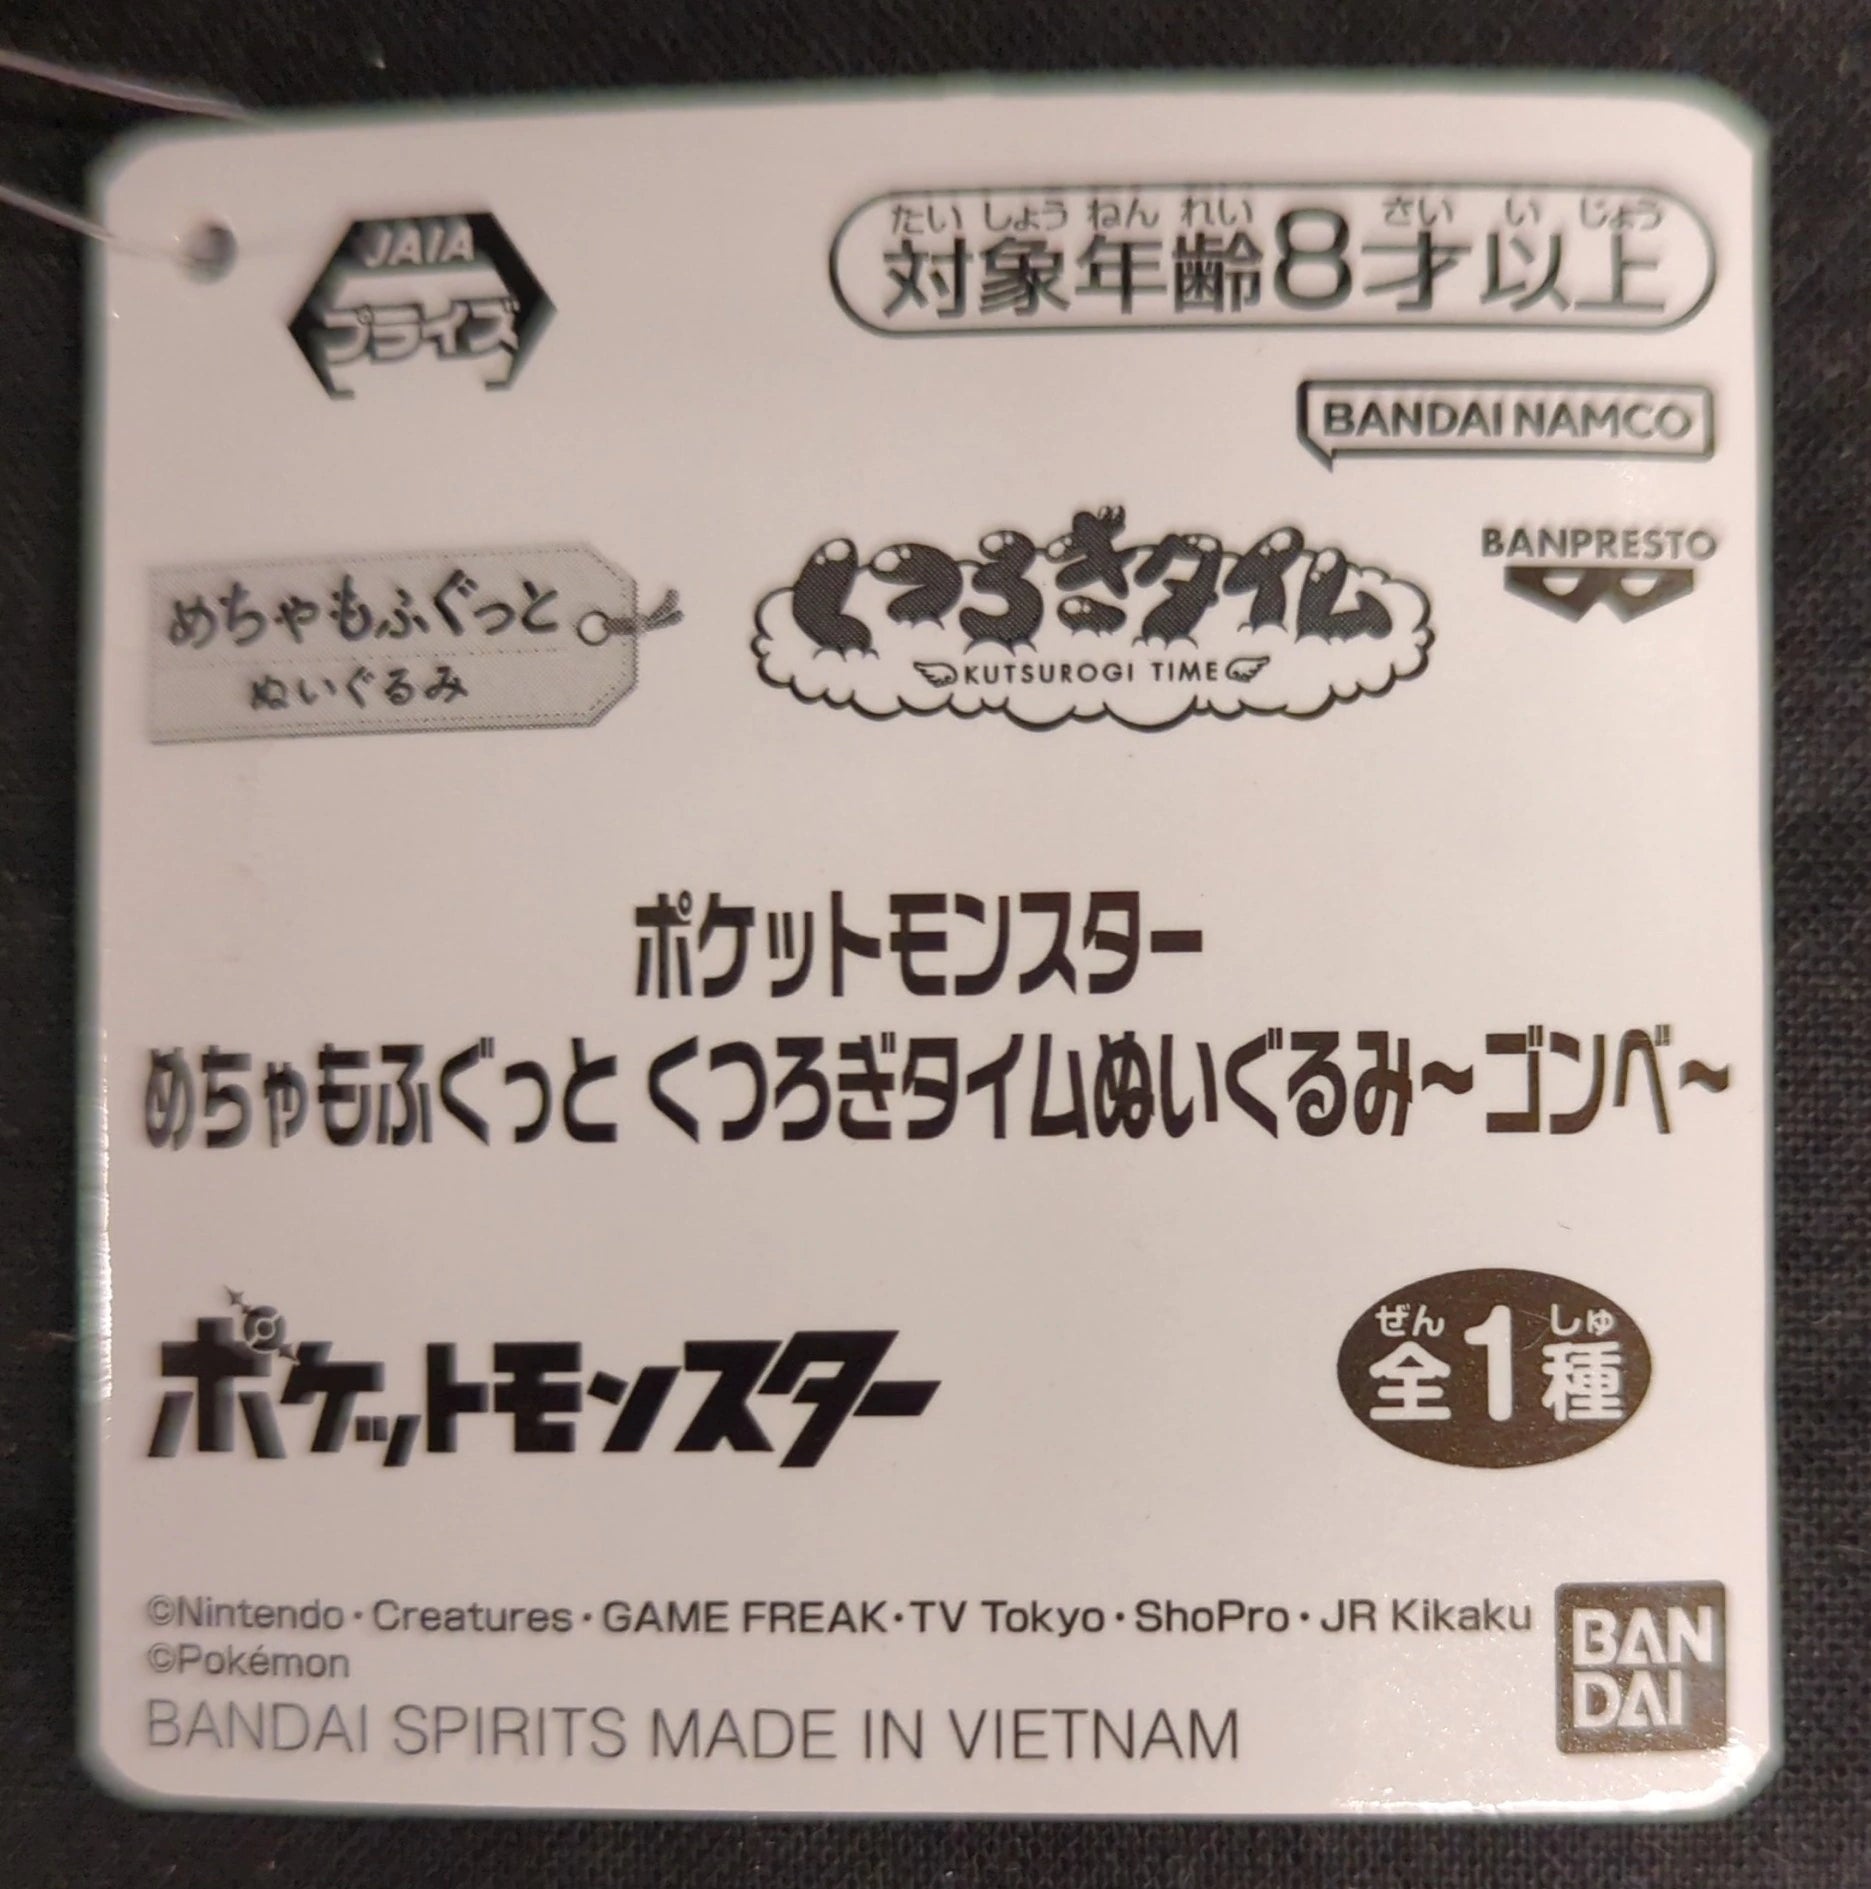 JAIA
プライズ
たいしょうねんれい さいいじょう
対象年齢8才以上
BANDAI NAMCO
めちゃもふぐっと
ぬいぐるみ
くつろぎタイム
KUTSUROGI TIME
BANPRESTO
ポケットモンスター
めちゃもふぐっと くつろぎタイムぬいぐるみ~ゴンベ~
ポケットモンスター
ぜん しゅ
全1種
©Nintendo・Creatures・GAME FREAK・TV Tokyo・ShoPro・JR Kikaku
©Pokémon
BANDAI SPIRITS MADE IN VIETNAM
BAN
DAI